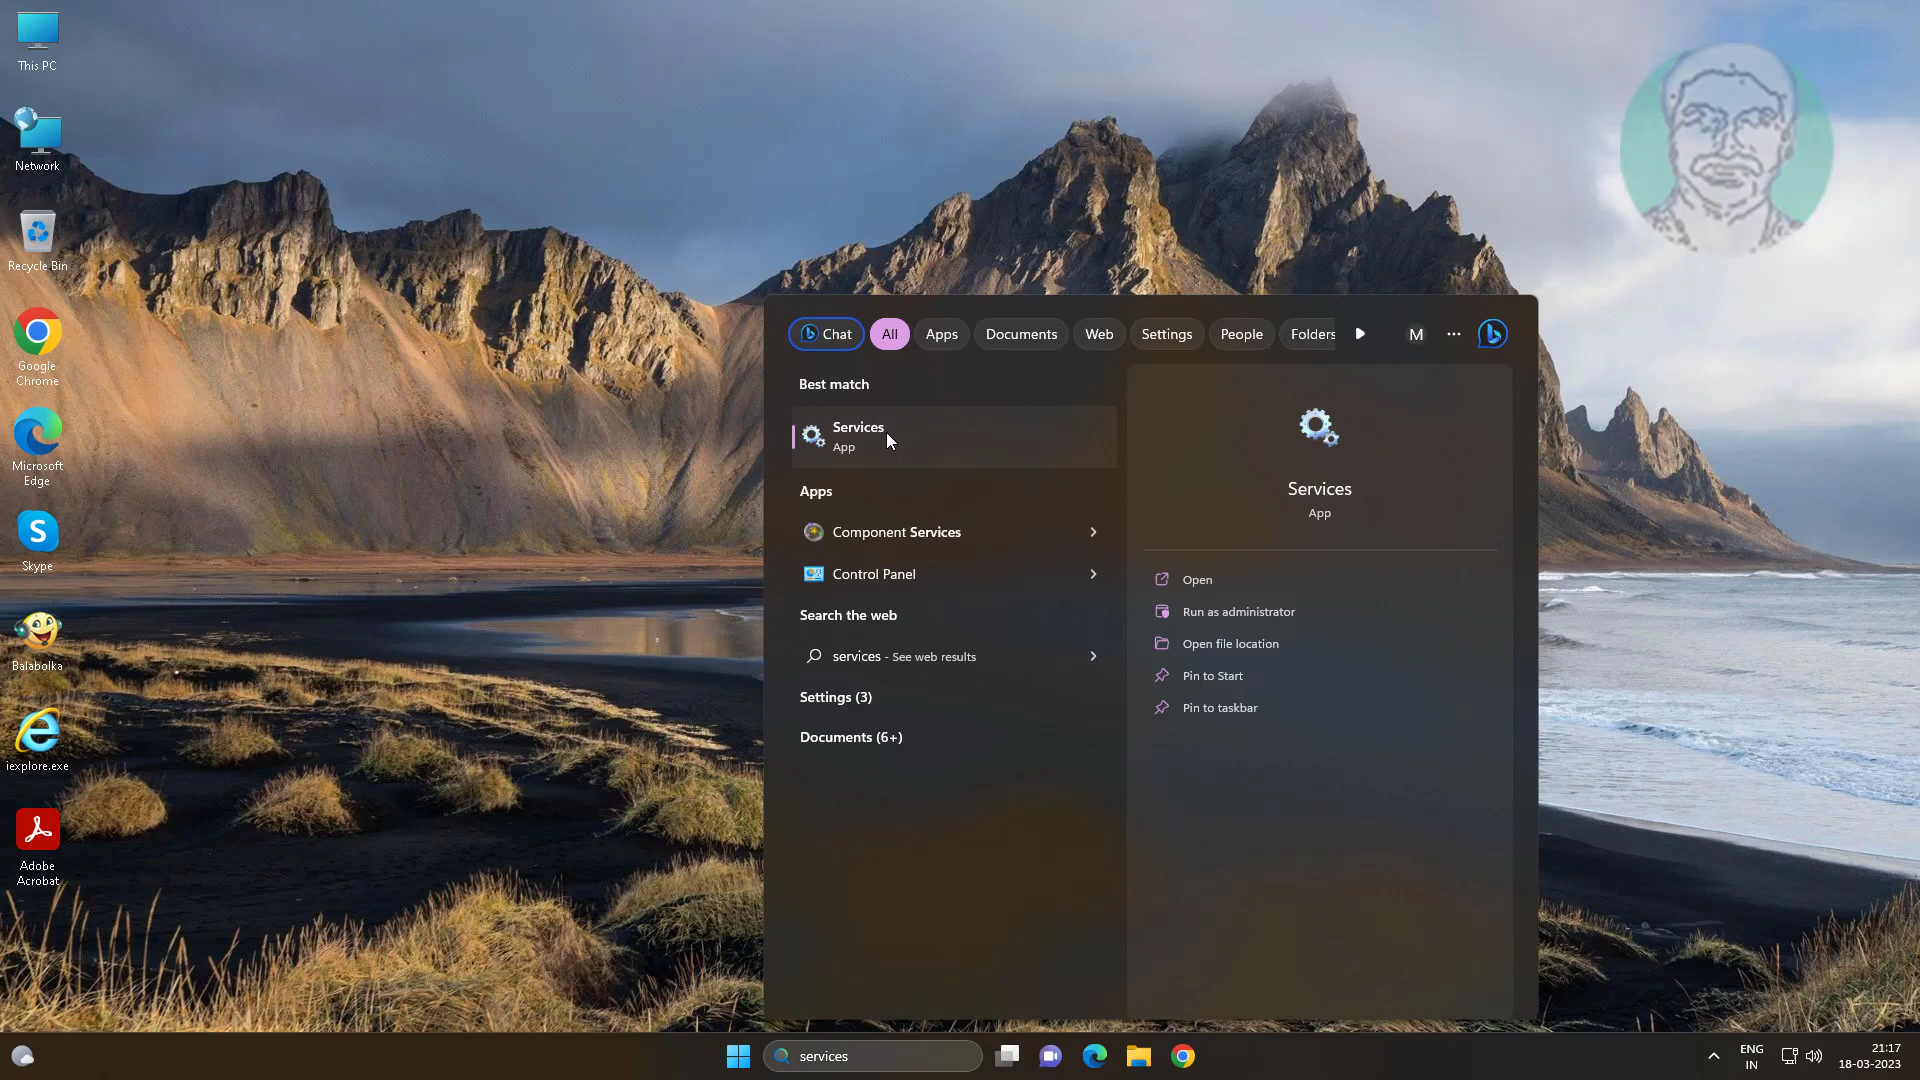 This PC
Network
Recycle Bin
Google
Chrome
Microsoft
Edge
S
Skype
Balabolka
iexplore.exe
Adobe
Acrobat
Chat
All
Apps
Documents
Web
Settings
People
Folders
M
Best match
Services
App
Apps
Component Services
Control Panel
Search the web
services - See web results
Settings (3)
Documents (6+)
Services
App
Open
Run as administrator
Open file location
Pin to Start
Pin to taskbar
services
ENG
IN
21:17
18-03-2023